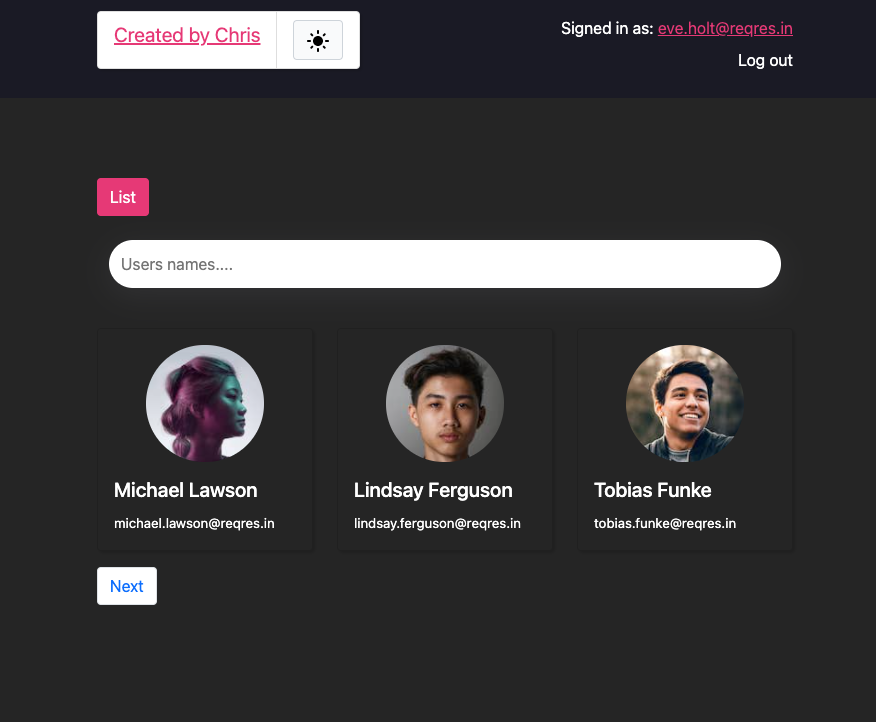 Created by Chris
Signed in as: eve.holt@reqres.in
Log out
List
Users names....
Michael Lawson
michael.lawson@reqres.in
Lindsay Ferguson
lindsay.ferguson@reqres.in
Tobias Funke
tobias.funke@reqres.in
Next